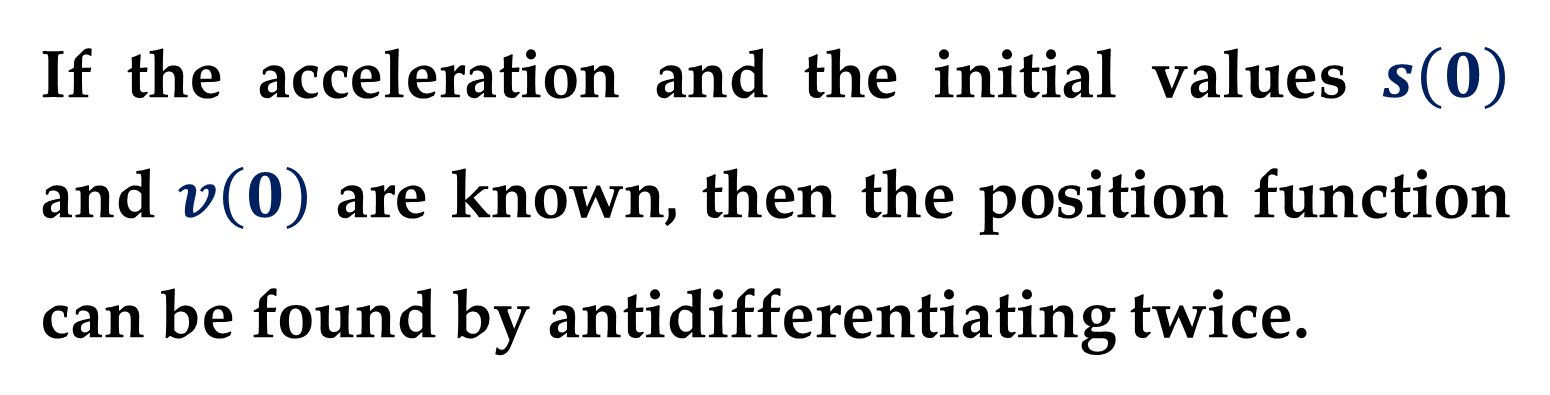 If the acceleration and the initial values s(0)
and v(0) are known, then the position function
can be found by antidifferentiating twice.